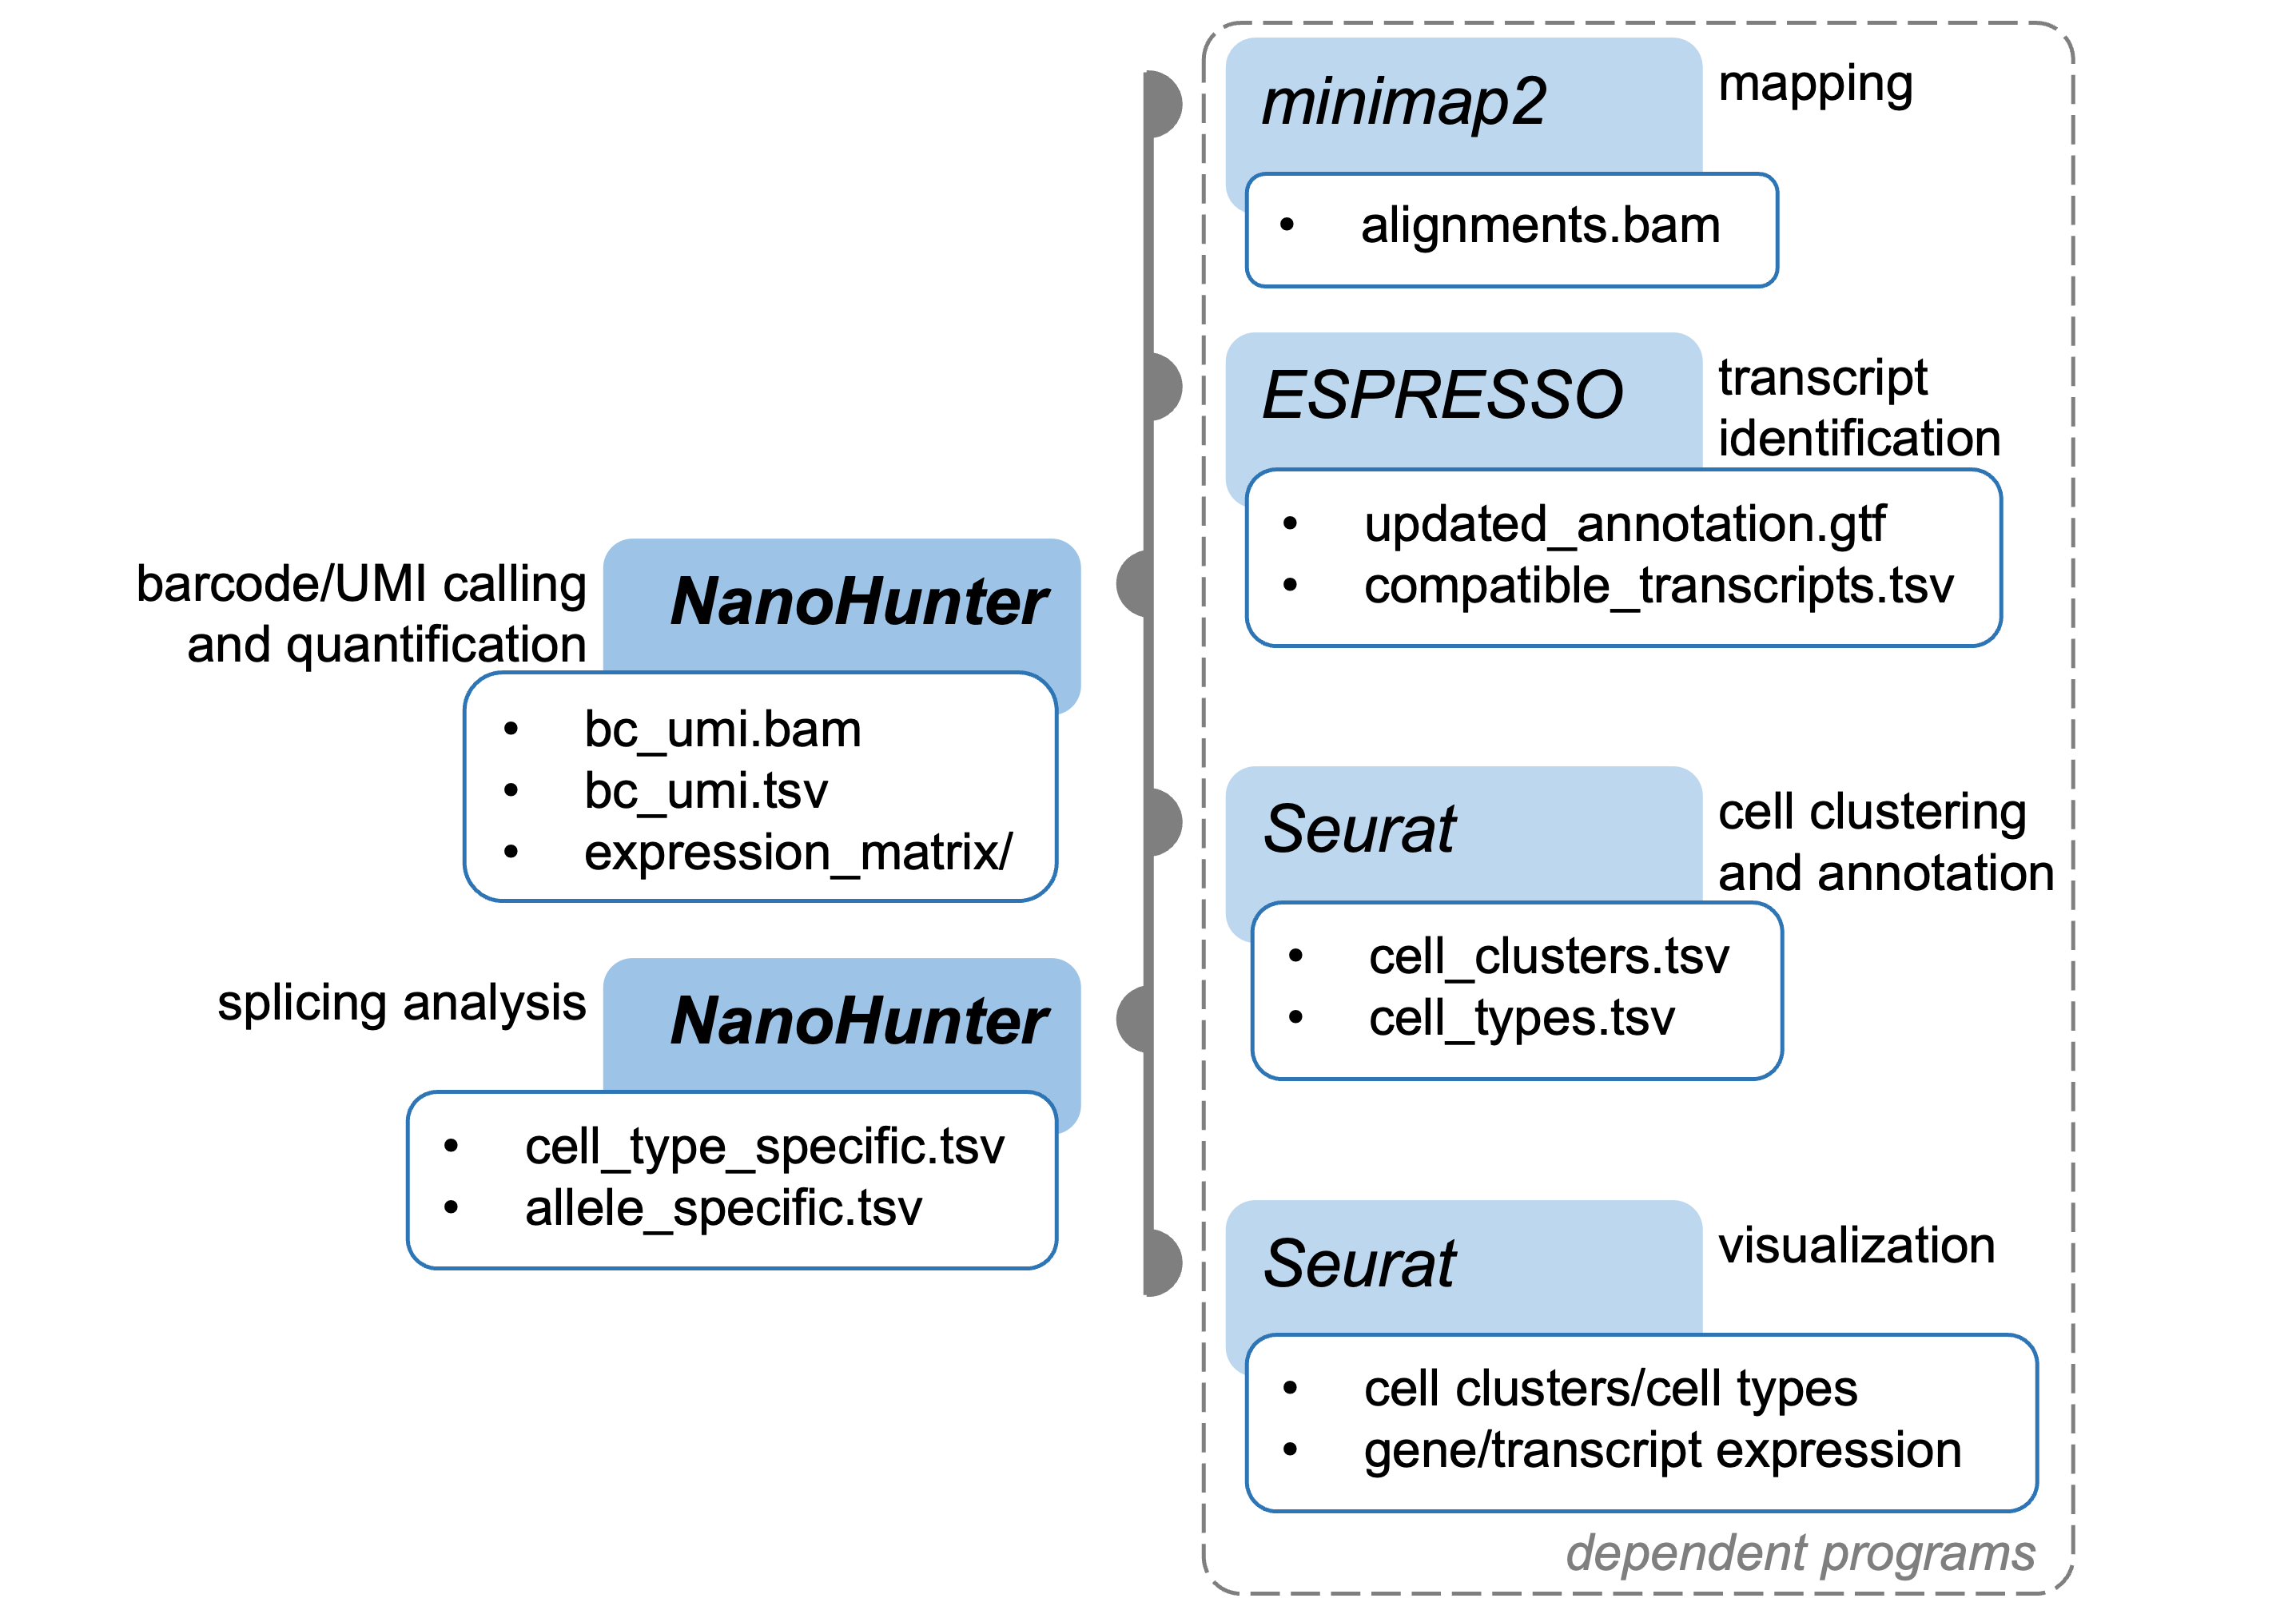 minimap2
mapping
• alignments.bam
ESPRESSO
transcript
identification
• updated_annotation.gtf
• compatible_transcripts.tsv
barcode/UMI calling
and quantification
NanoHunter
• bc_umi.bam
• bc_umi.tsv
• expression_matrix/
Seurat
cell clustering
and annotation
• cell_clusters.tsv
• cell_types.tsv
splicing analysis
NanoHunter
• cell_type_specific.tsv
• allele_specific.tsv
Seurat
visualization
• cell clusters/cell types
• gene/transcript expression
dependent programs